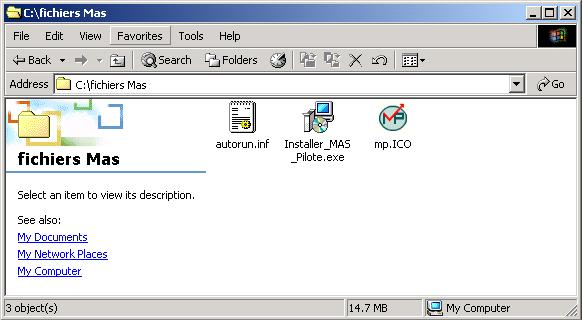 C:\fichiers Mas
File Edit View Favorites Tools Help
Back Search Folders
Address C:\fichiers Mas Go
fichiers Mas
Select an item to view its description.
See also:
My Documents
My Network Places
My Computer
autorun.inf
Installer_MAS
_Pilote.exe
mp.ICO
3 object(s) 14.7 MB My Computer